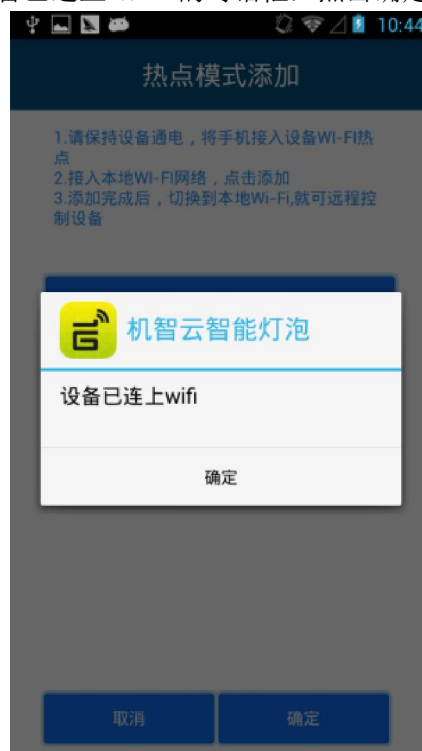 10:44
热点模式添加
1.请保持设备通电，将手机接入设备WI-FI热
点
2.接入本地WI-FI网络，点击添加
3.添加完成后，切换到本地Wi-Fi,就可远程控
制设备
机智云智能灯泡
设备已连上wifi
确定
取消
确定